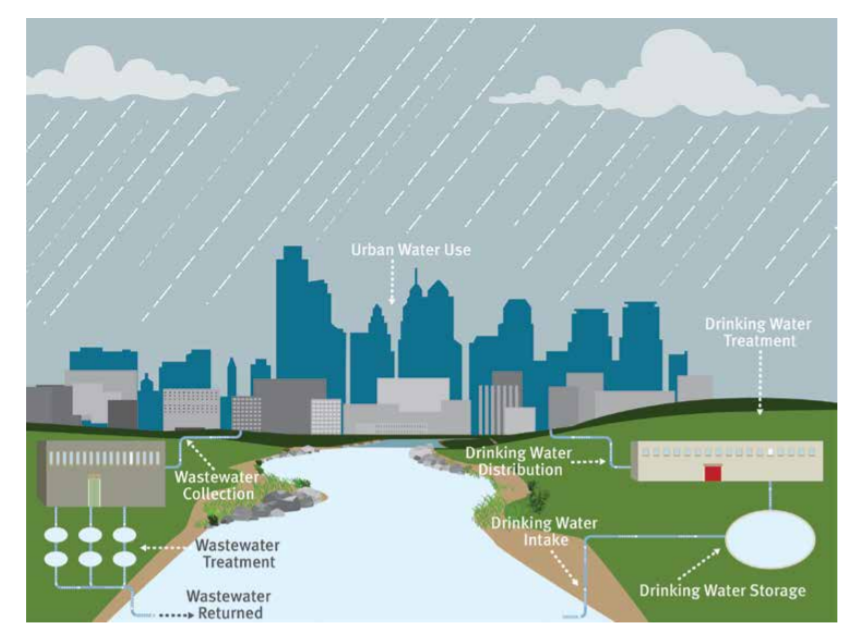 Urban Water Use
Drinking Water
Treatment
Drinking Water
Distribution
Wastewater
Collection
Drinking Water
Intake
Wastewater
Treatment
Drinking Water Storage
Wastewater
Returned